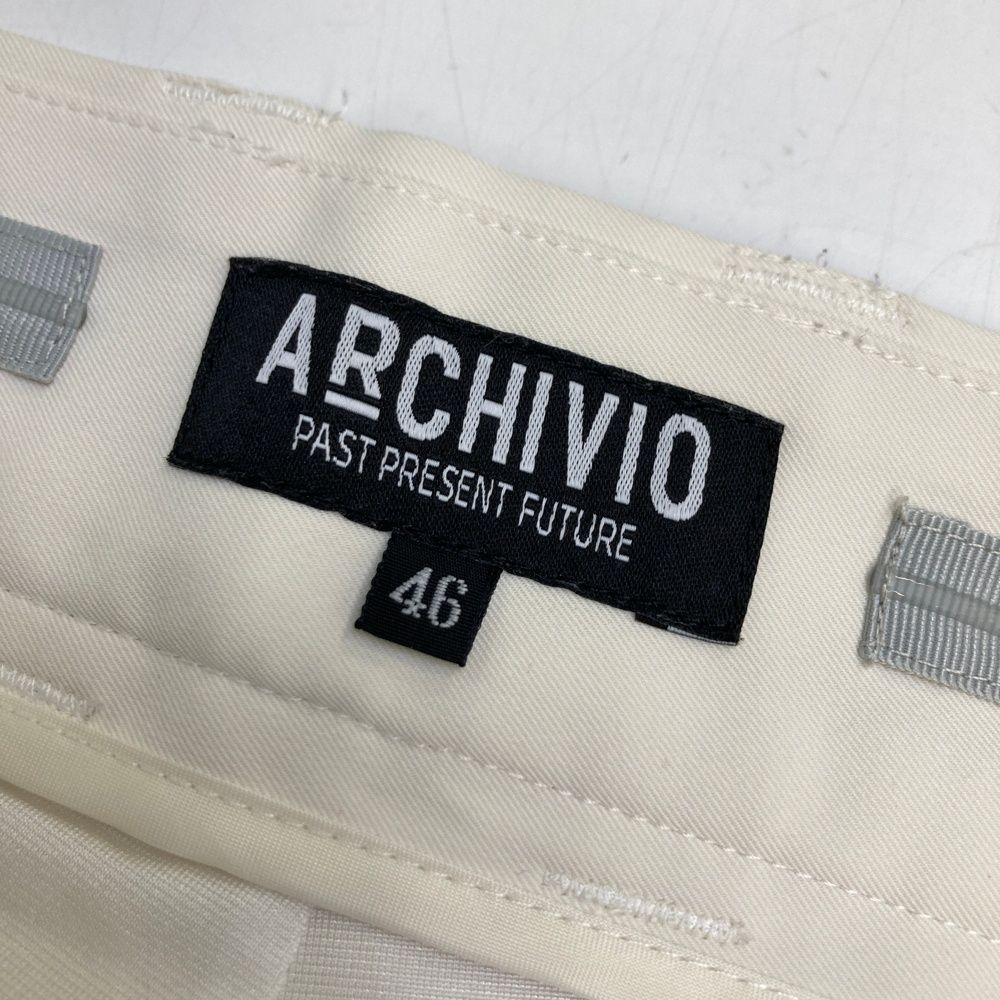 ARCHIVIO
PAST PRESENT FUTURE
46